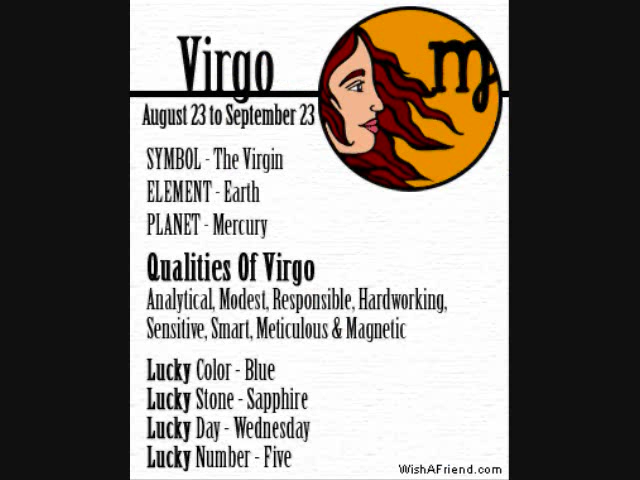 Virgo
August 23 to September 23
SYMBOL - The Virgin
ELEMENT - Earth
PLANET - Mercury
Qualities Of Virgo
Analytical, Modest, Responsible, Hardworking,
Sensitive, Smart, Meticulous & Magnetic
Lucky Color - Blue
Lucky Stone - Sapphire
Lucky Day - Wednesday
Lucky Number - Five
WishAFriend.com